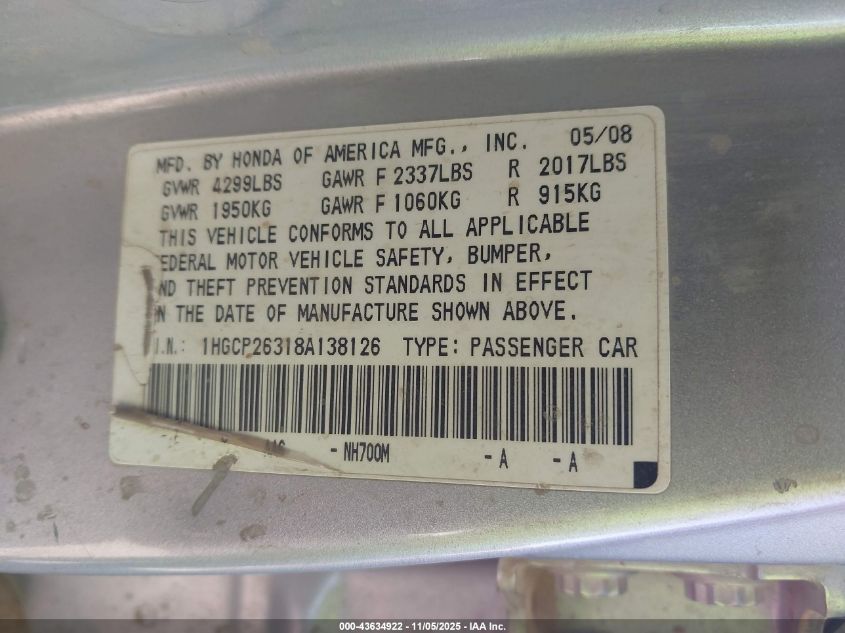 MFD. BY HONDA OF AMERICA MFG., INC. 05/08
GVWR 4299LBS GAWR F 2337LBS R 2017LBS
GVWR 1950KG GAWR F 1060KG R 915KG
THIS VEHICLE CONFORMS TO ALL APPLICABLE
EDERAL MOTOR VEHICLE SAFETY, BUMPER,
ND THEFT PREVENTION STANDARDS IN EFFECT
N THE DATE OF MANUFACTURE SHOWN ABOVE.
.I.N.: 1HGCP26318A138126 TYPE: PASSENGER CAR
- NH700M - A - A
000-43634922 - 11/05/2025 - IAA Inc.